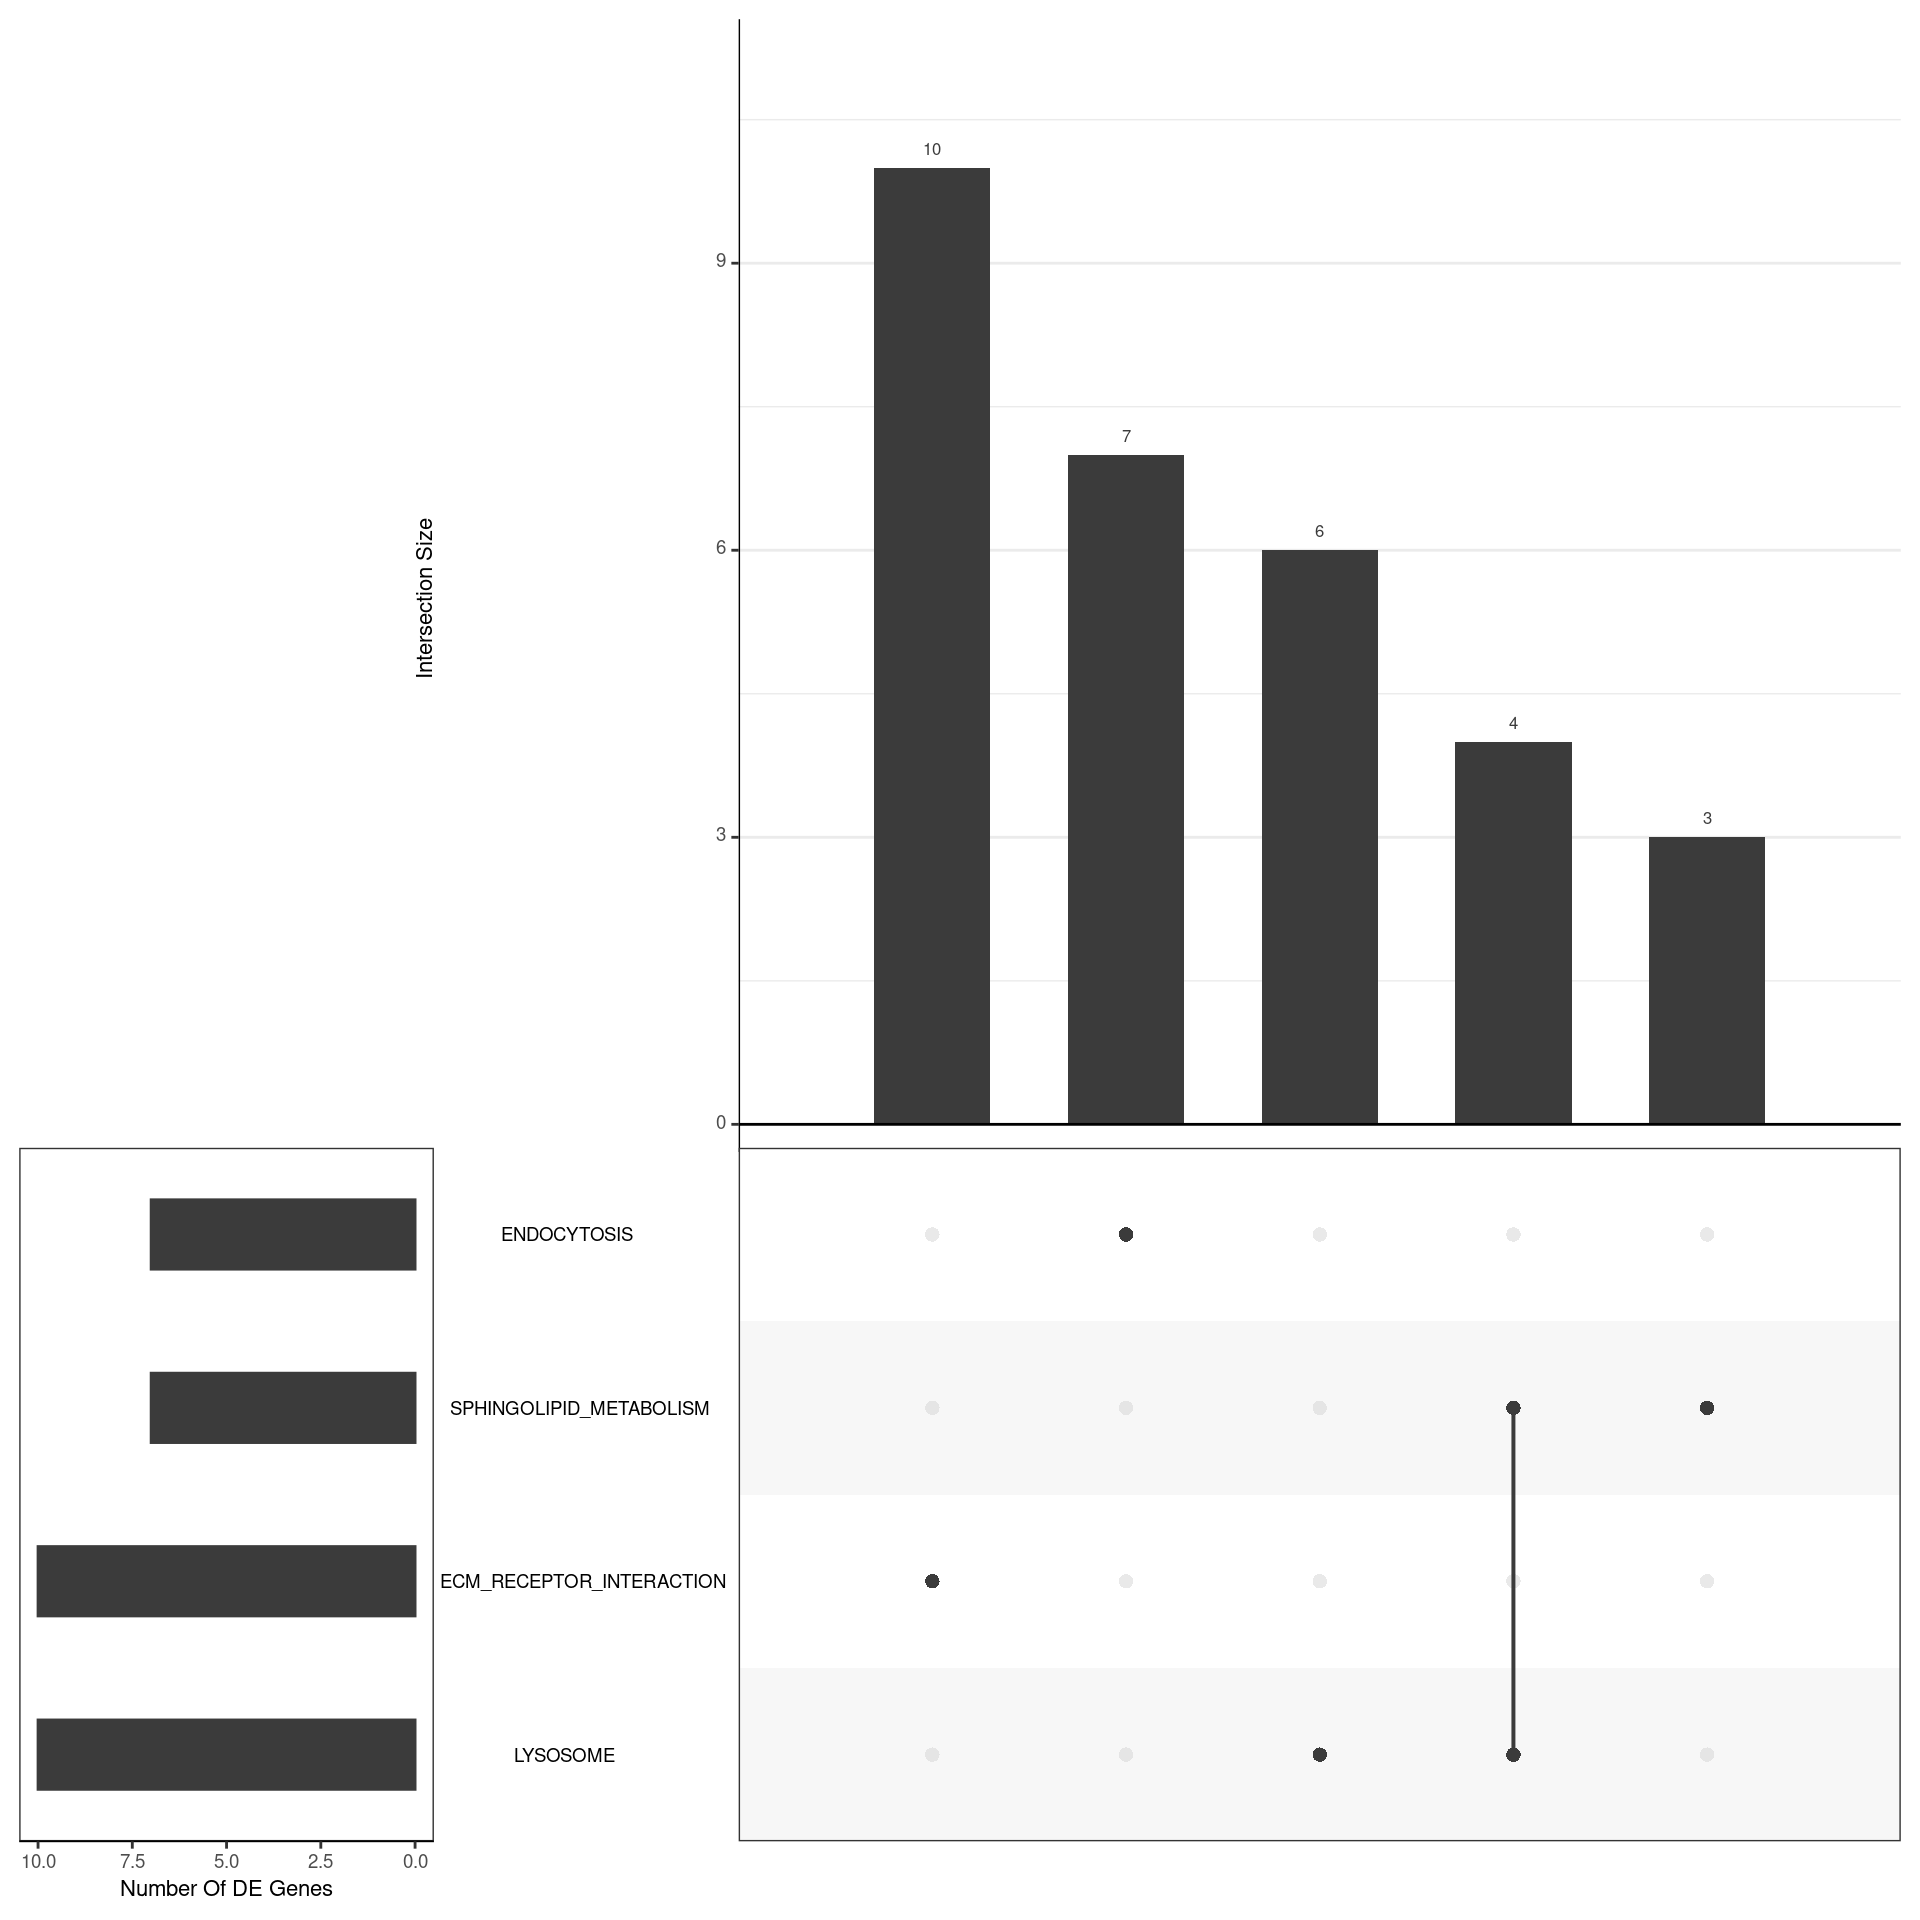 10
9
7
6
6
4
3
3
0
Intersection Size
ENDOCYTOSIS
SPHINGOLIPID_METABOLISM
ECM_RECEPTOR_INTERACTION
LYSOSOME
10.0 7.5 5.0 2.5 0.0
Number Of DE Genes